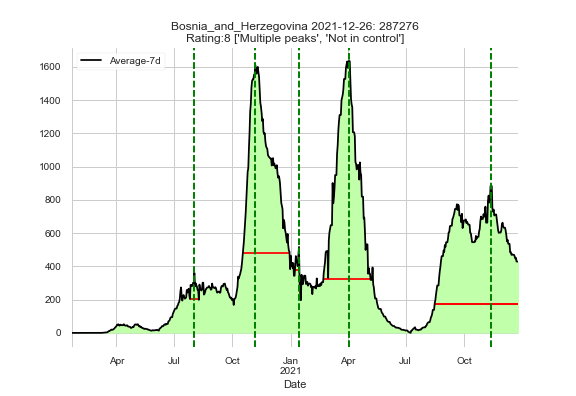 Bosnia_and_Herzegovina 2021-12-26: 287276
Rating:8 ['Multiple peaks', 'Not in control']
Average-7d
1600
1400
1200
1000
800
600
400
200
0
Apr Jul Oct Jan Apr Jul Oct
2021
Date